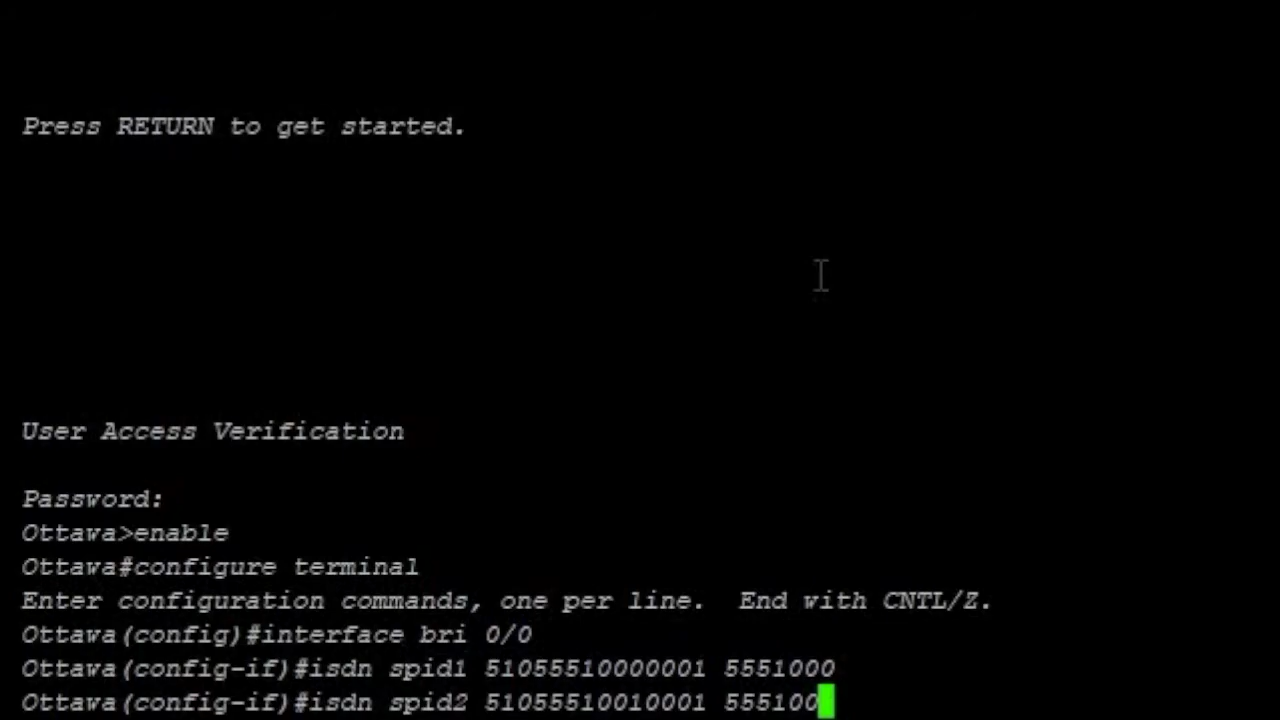 Press RETURN to get started.
User Access Verification
Password:
Ottawa>enable
Ottawa#configure terminal
Enter configuration commands, one per line.  End with CNTL/Z.
Ottawa(config)#interface bri 0/0
Ottawa(config-if)#isdn spid1 51055510000001 5551000
Ottawa(config-if)#isdn spid2 51055510010001 555100